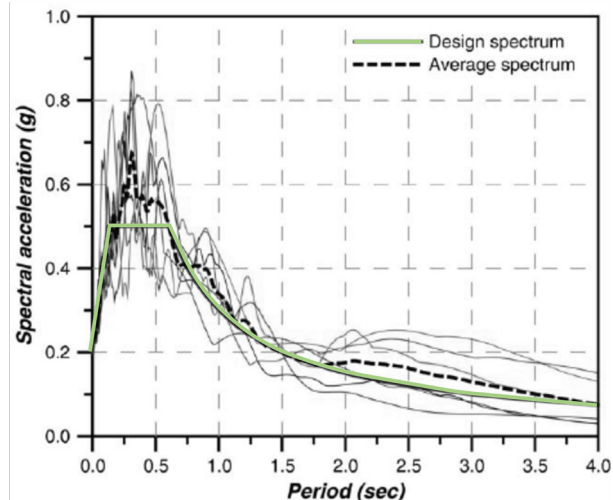 1.0
Design spectrum
Average spectrum
0.8
0.6
0.4
0.2
0.0
Spectral acceleration (g)
0.0 0.5 1.0 1.5 2.0 2.5 3.0 3.5 4.0
Period (sec)